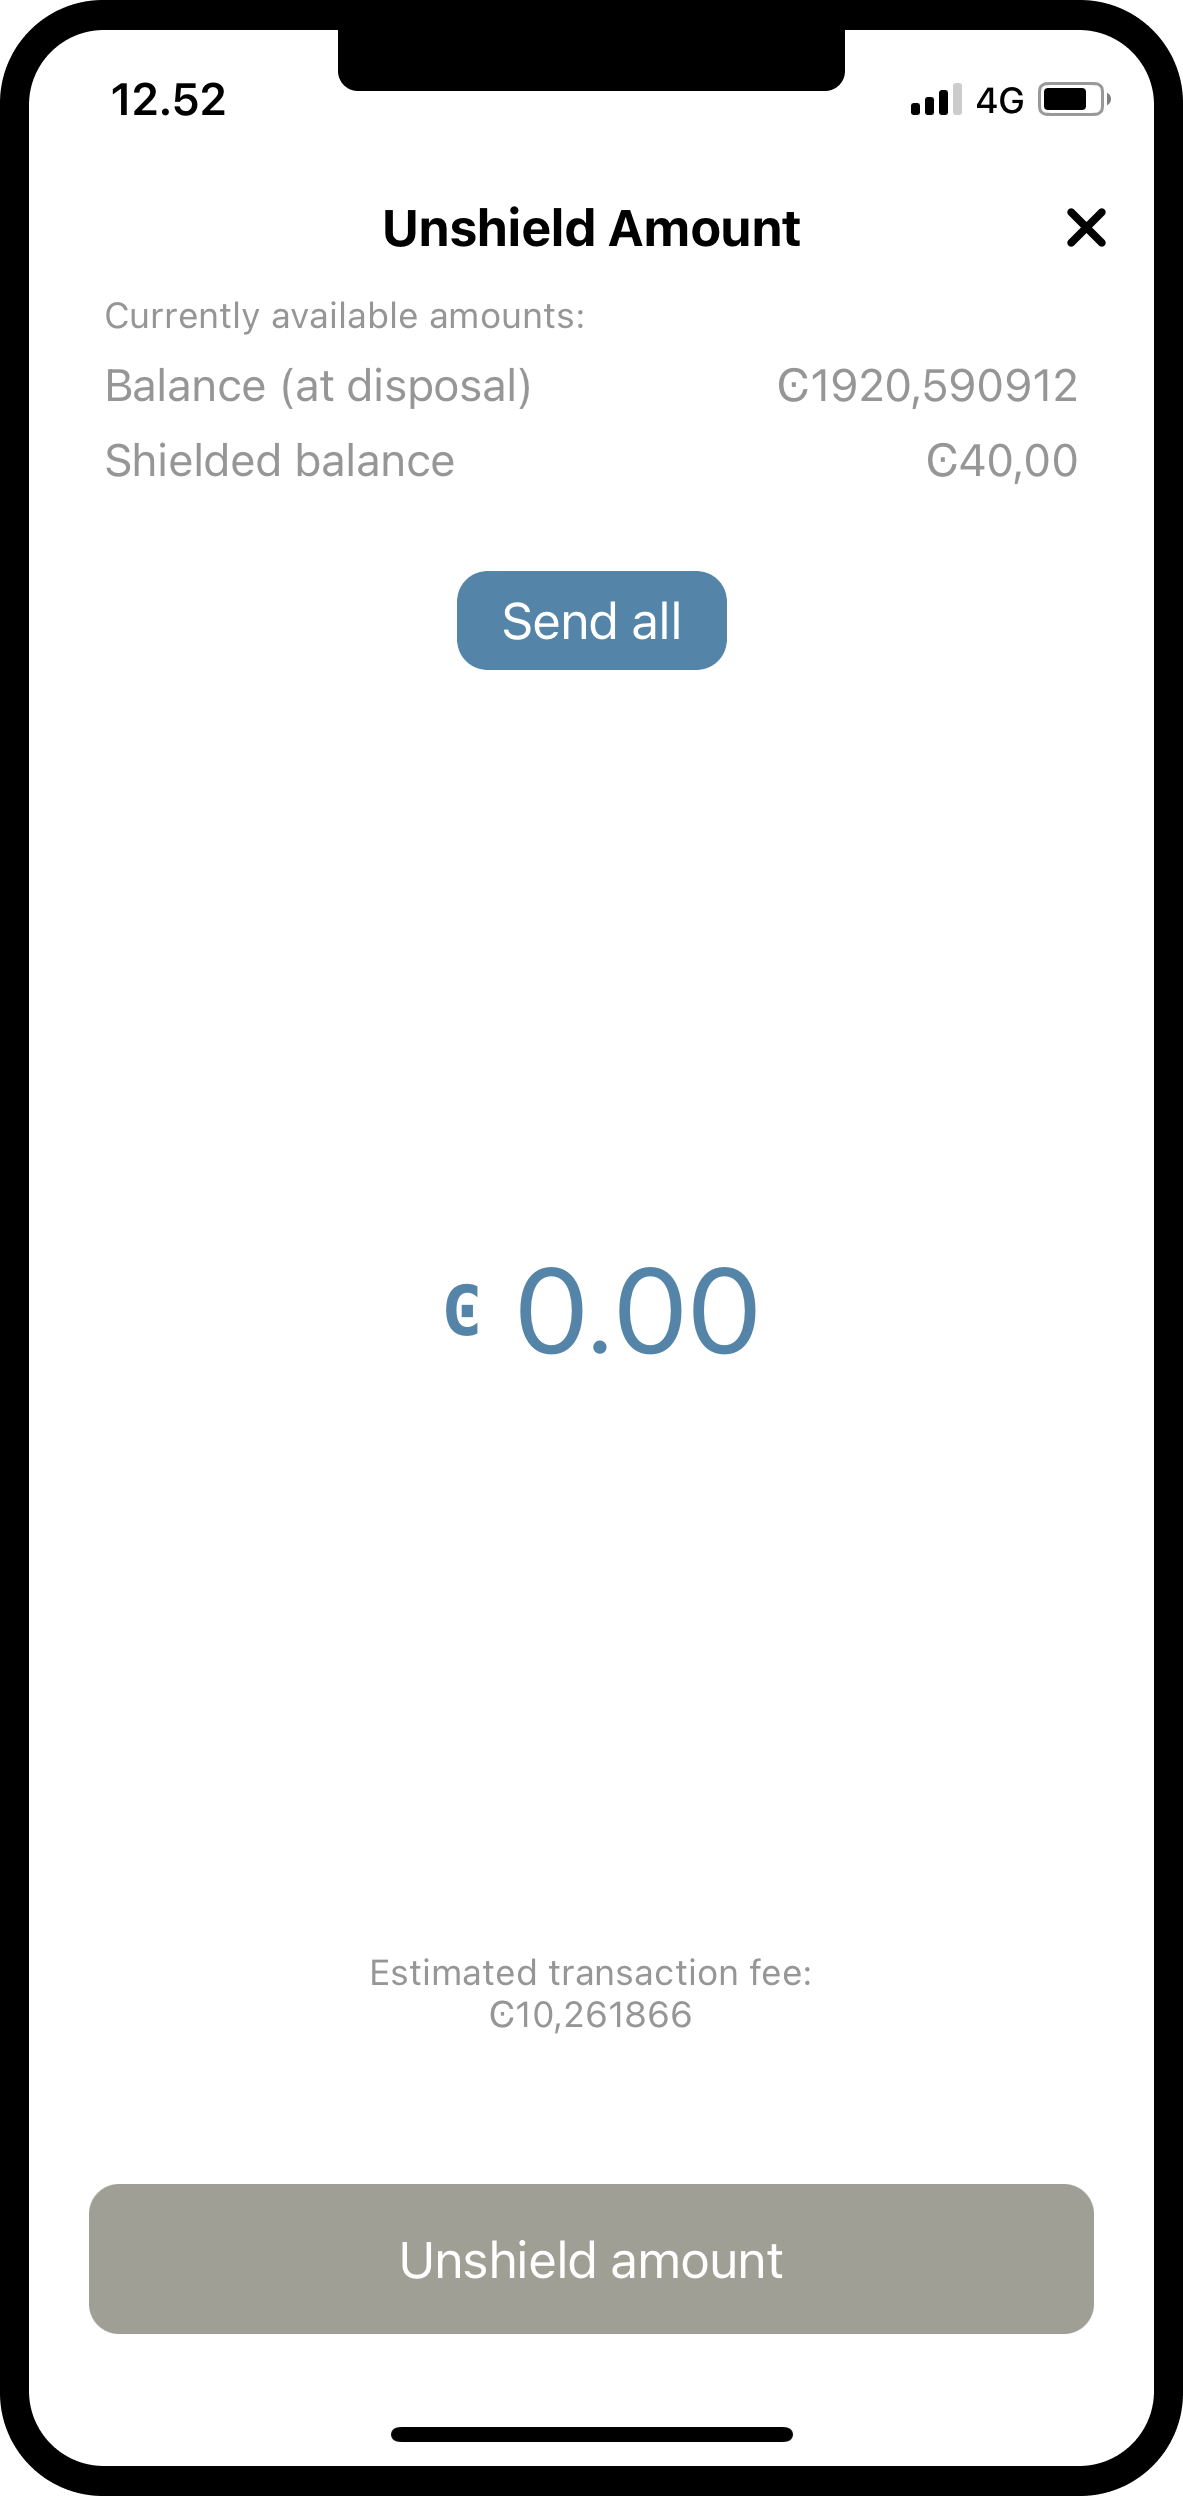 12.52
4G
Unshield Amount
Currently available amounts:
Balance (at disposal) Ͼ1920,590912
Shielded balance Ͼ40,00
Send all
Ͼ 0.00
Estimated transaction fee:
Ͼ10,261866
Unshield amount